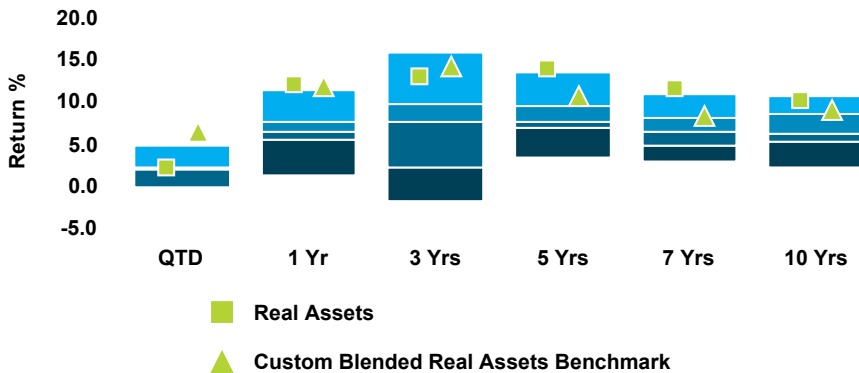 20.0
15.0
10.0
5.0
0.0
-5.0
Return %
QTD 1 Yr 3 Yrs 5 Yrs 7 Yrs 10 Yrs
Real Assets
Custom Blended Real Assets Benchmark